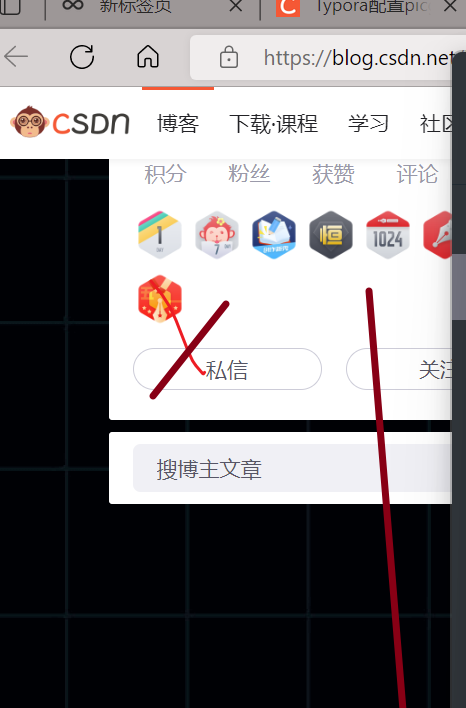 新标签页
Typora配置pic
https://blog.csdn.net
CSDN 博客 下载·课程 学习 社区
积分 粉丝 获赞 评论
1 7 恒 1024
私信 关注
搜博主文章